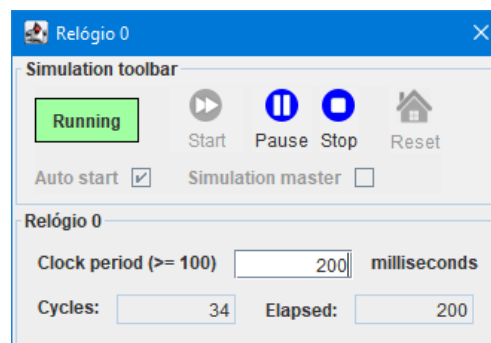 Relógio 0
Simulation toolbar
Running
Start Pause Stop Reset
Auto start Simulation master
Relógio 0
Clock period (>= 100) 200 milliseconds
Cycles: 34 Elapsed: 200